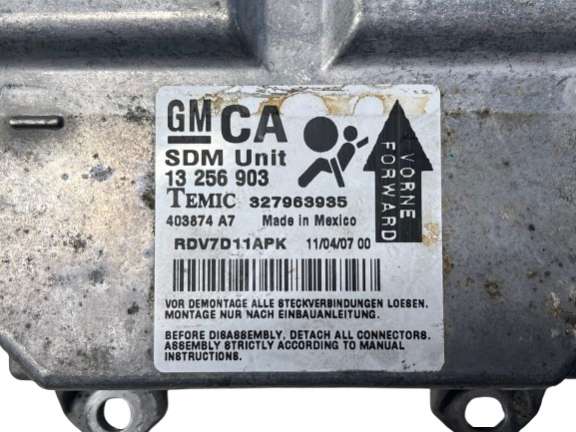 GM CA
SDM Unit
13 256 903
TEMIC 327963935
403874 A7 Made in Mexico
RDV7D11APK 11/04/07 00
VORNE
FORWARD
VOR DEMONTAGE ALLE STECKVERBINDUNGEN LOESEN.
MONTAGE NUR NACH EINBAUANLEITUNG.
BEFORE DISASSEMBLY, DETACH ALL CONNECTORS.
ASSEMBLY STRICTLY ACCORDING TO MANUAL
INSTRUCTIONS.